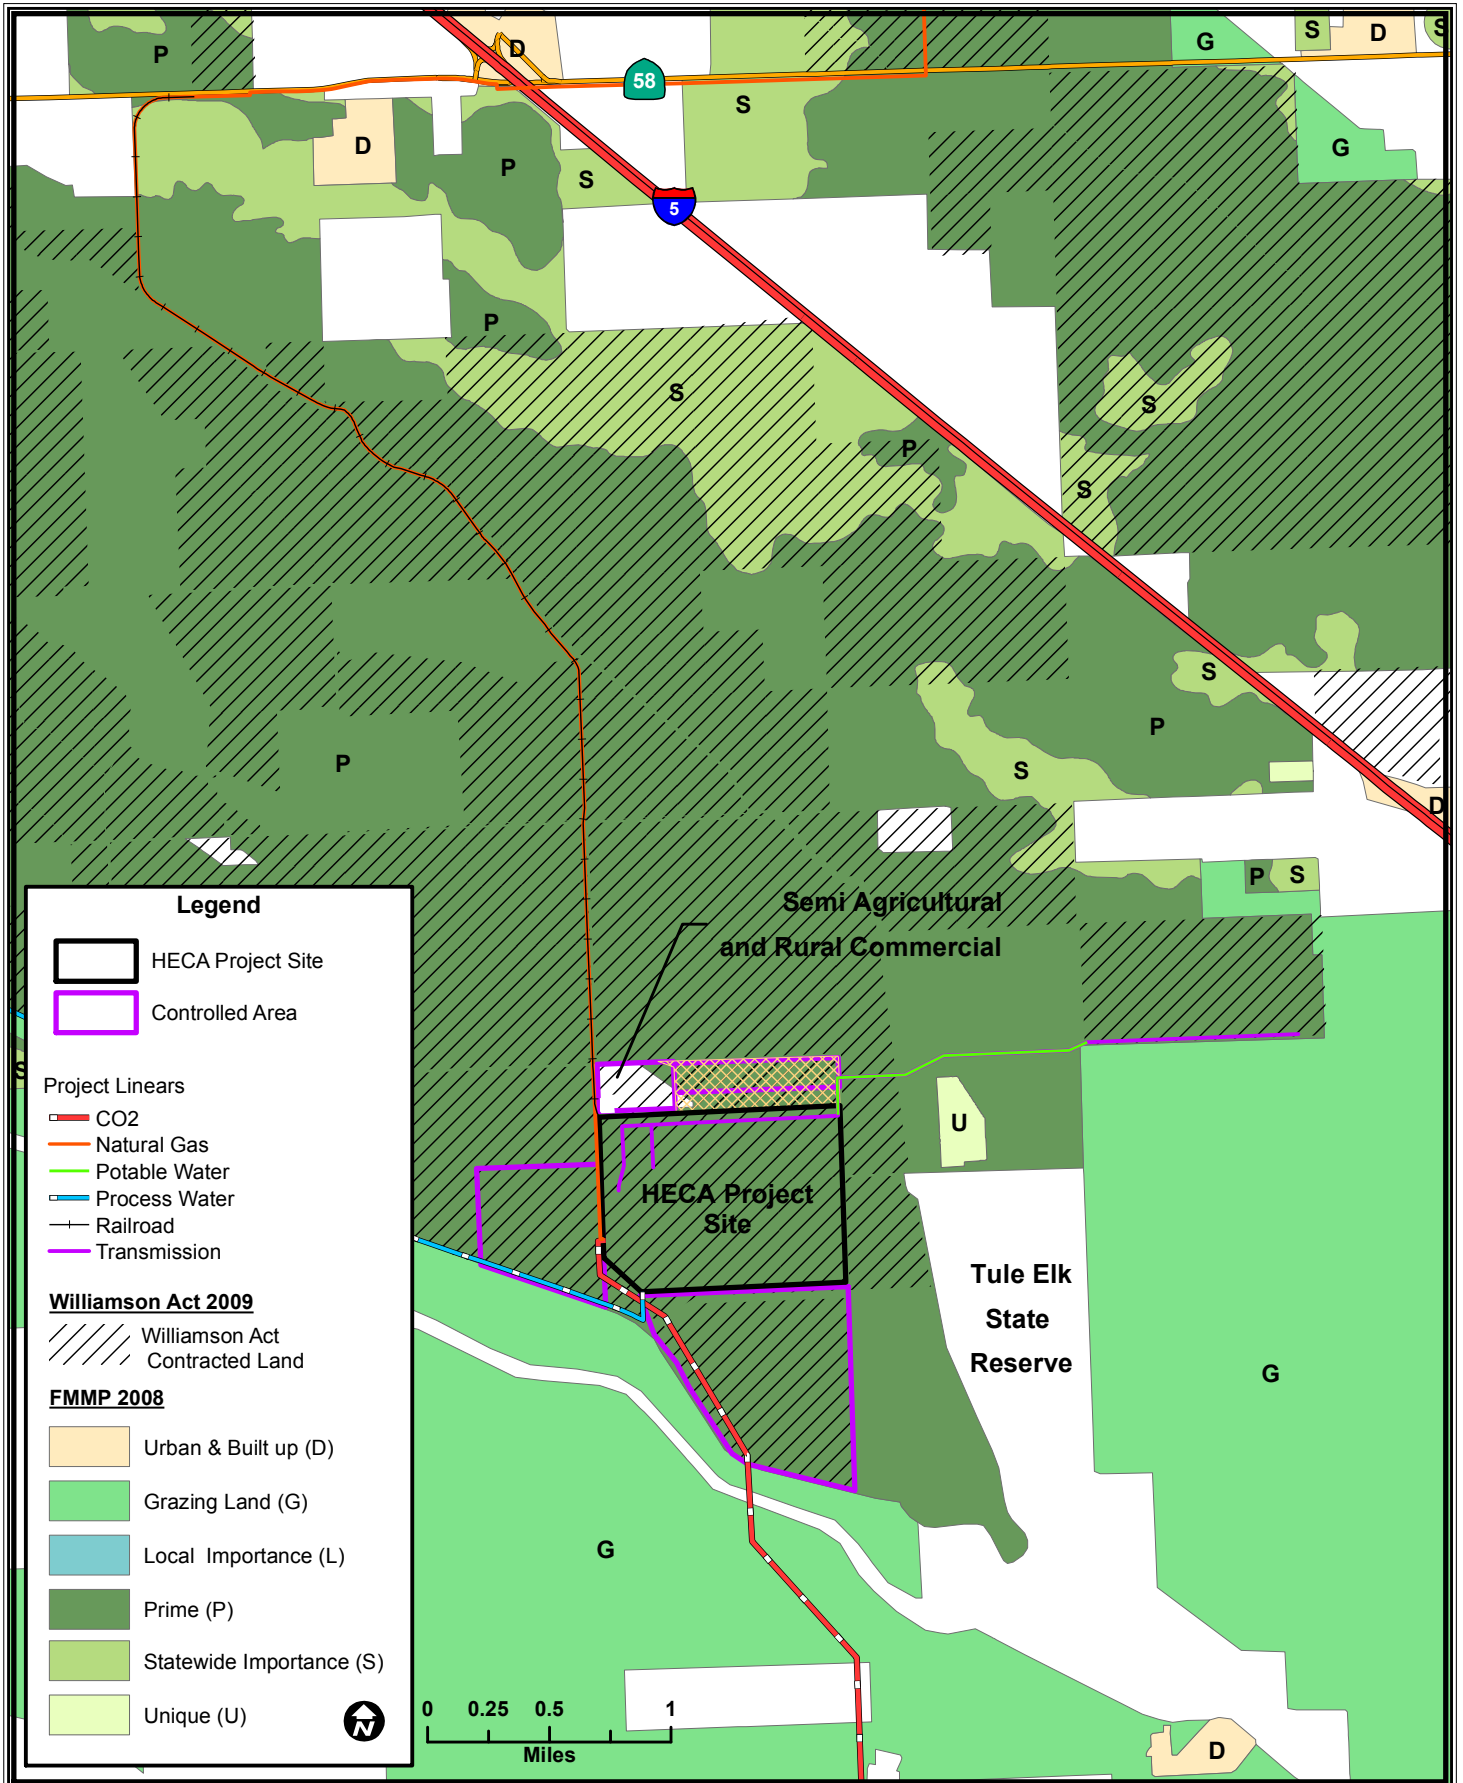 P
D
G
S
D
S
58
S
D
P
S
G
5
P
S
S
P
S
S
P
P
S
S
D
P
S
Semi Agricultural
and Rural Commercial
S
U
HECA Project
Site
Tule Elk
State
Reserve
G
G
D
Legend
HECA Project Site
Controlled Area
Project Linears
CO2
Natural Gas
Potable Water
Process Water
Railroad
Transmission
Williamson Act 2009
Williamson Act
Contracted Land
FMMP 2008
Urban & Built up (D)
Grazing Land (G)
Local Importance (L)
Prime (P)
Statewide Importance (S)
Unique (U)
N
0 0.25 0.5 1
Miles